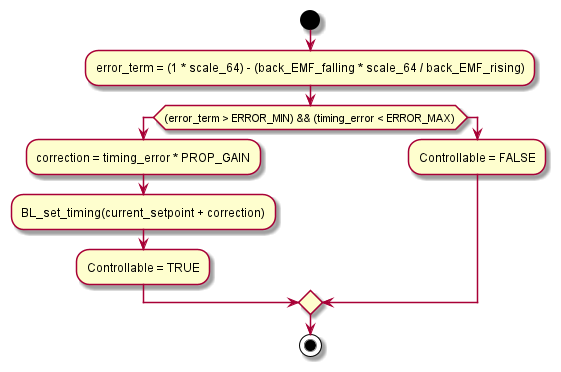 error_term = (1 * scale_64) - (back_EMF_falling * scale_64 / back_EMF_rising)
(error_term > ERROR_MIN) && (timing_error < ERROR_MAX)
correction = timing_error * PROP_GAIN
BL_set_timing(current_setpoint + correction)
Controllable = TRUE
Controllable = FALSE